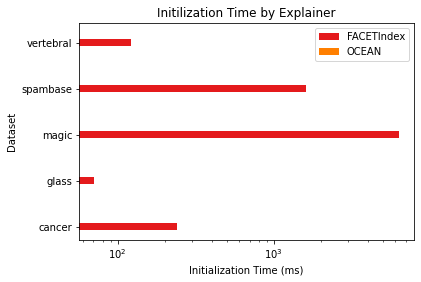 Initilization Time by Explainer
FACETIndex
OCEAN
vertebral
spambase
magic
glass
cancer
Dataset
10²
10³
Initialization Time (ms)